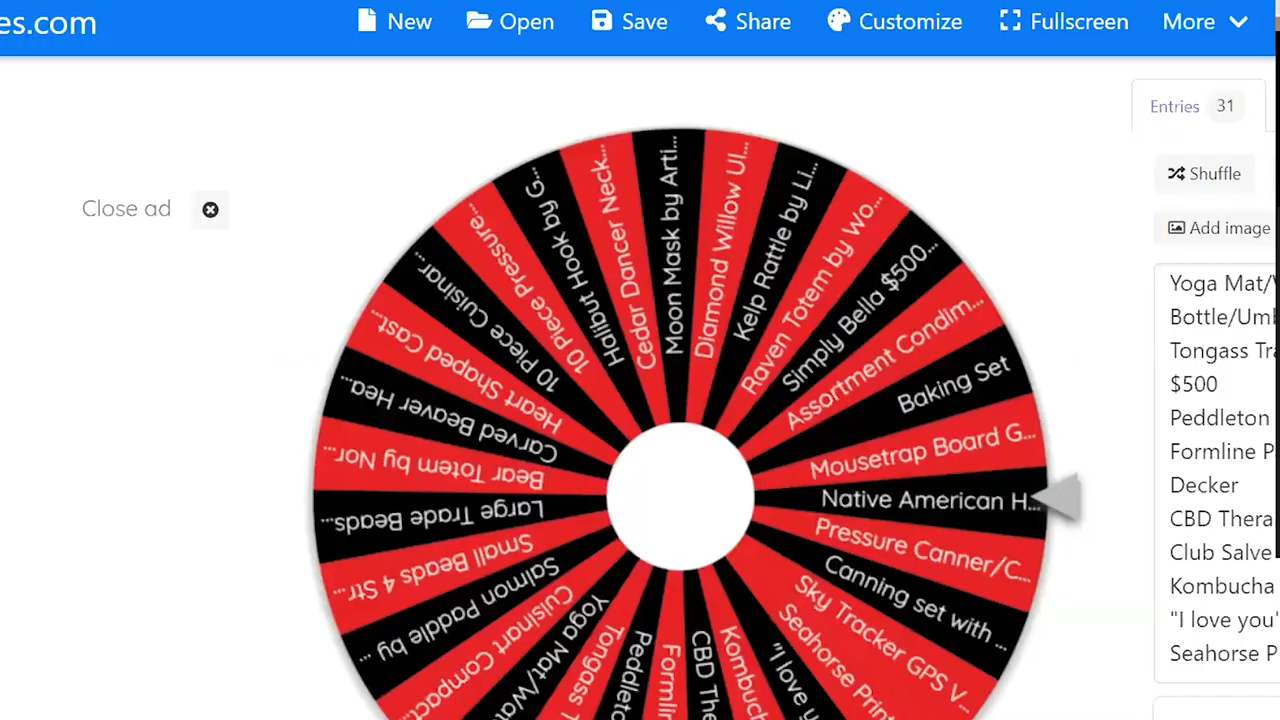 es.com
New
Open
Save
Share
Customize
Fullscreen
More
Entries 31
Close ad
Shuffle
Add image
Halibut Hook by G...
Cedar Dancer Neck...
Moon Mask by Arti...
Diamond Willow Ul...
Kelp Rattle by Li...
Raven Totem by Wo...
Simply Bella $500...
Assortment Condim...
Baking Set
Mousetrap Board G...
Native American H...
Pressure Canner/C...
Canning set with ...
Sky Tracker GPS V...
Seahorse Print
"I love y
Kombuch
CBD The
Formlin
Peddleto
Tongass T
Yoga Mat/Wat
Cuisinart Compact...
Salmon Paddle by ...
Small Beads 4 Str...
Large Trade Beads...
Bear Totem by Nor...
Carved Beaver Hea...
Heart Shaped Cast...
10 Piece Cuisinar...
10 Piece Pressure...
Yoga Mat/
Bottle/Umb
Tongass Tra
$500
Peddleton
Formline P
Decker
CBD Thera
Club Salve
Kombucha
"I love you"
Seahorse P